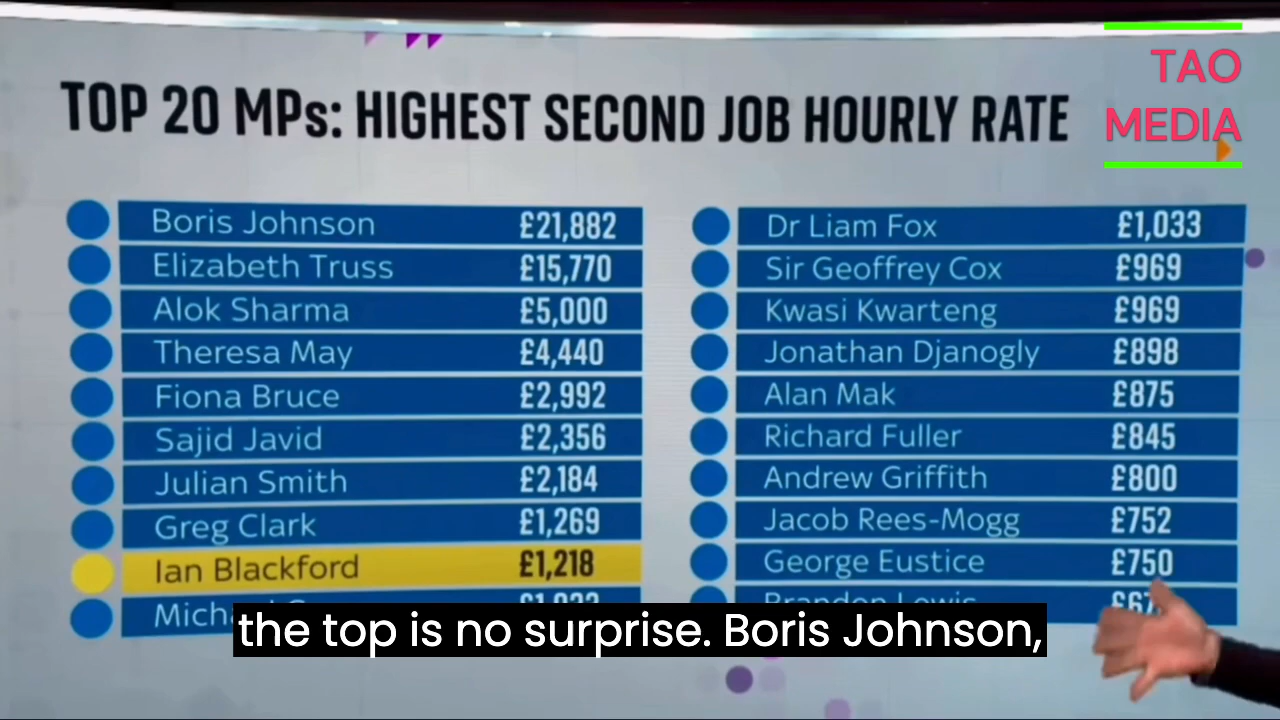 TAO
MEDIA
TOP 20 MPs: HIGHEST SECOND JOB HOURLY RATE
Boris Johnson £21,882
Elizabeth Truss £15,770
Alok Sharma £5,000
Theresa May £4,440
Fiona Bruce £2,992
Sajid Javid £2,356
Julian Smith £2,184
Greg Clark £1,269
Ian Blackford £1,218
Dr Liam Fox £1,033
Sir Geoffrey Cox £969
Kwasi Kwarteng £969
Jonathan Djanogly £898
Alan Mak £875
Richard Fuller £845
Andrew Griffith £800
Jacob Rees-Mogg £752
George Eustice £750
Brandon Lewis
the top is no surprise. Boris Johnson,